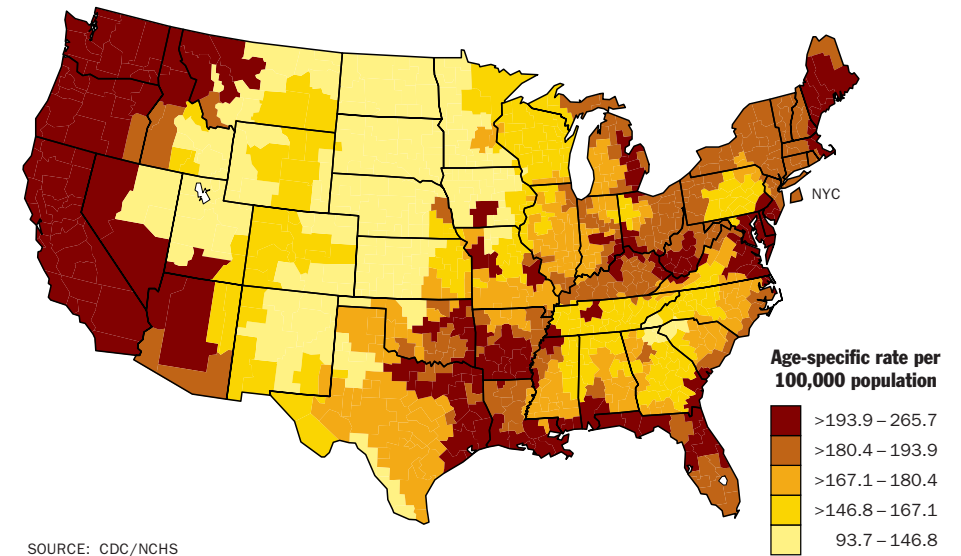 NYC
Age-specific rate per
100,000 population
>193.9 – 265.7
>180.4 – 193.9
>167.1 – 180.4
>146.8 – 167.1
93.7 – 146.8
SOURCE: CDC/NCHS